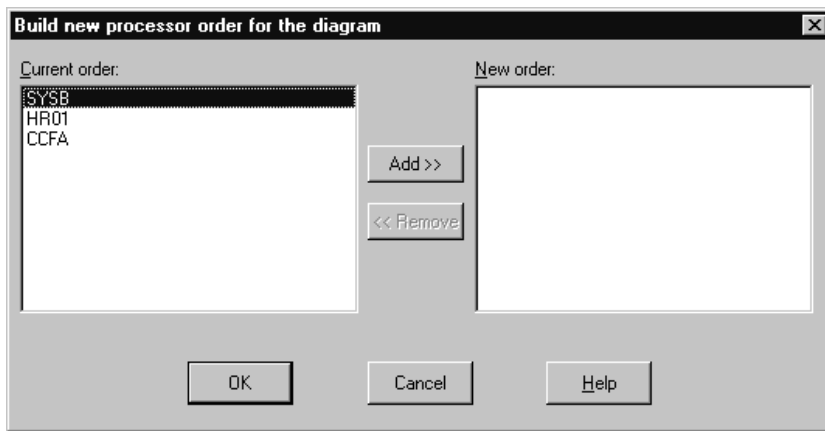 Build new processor order for the diagram
Current order:
New order:
SYSB
HR01
CCFA
Add >>
<< Remove
OK
Cancel
Help